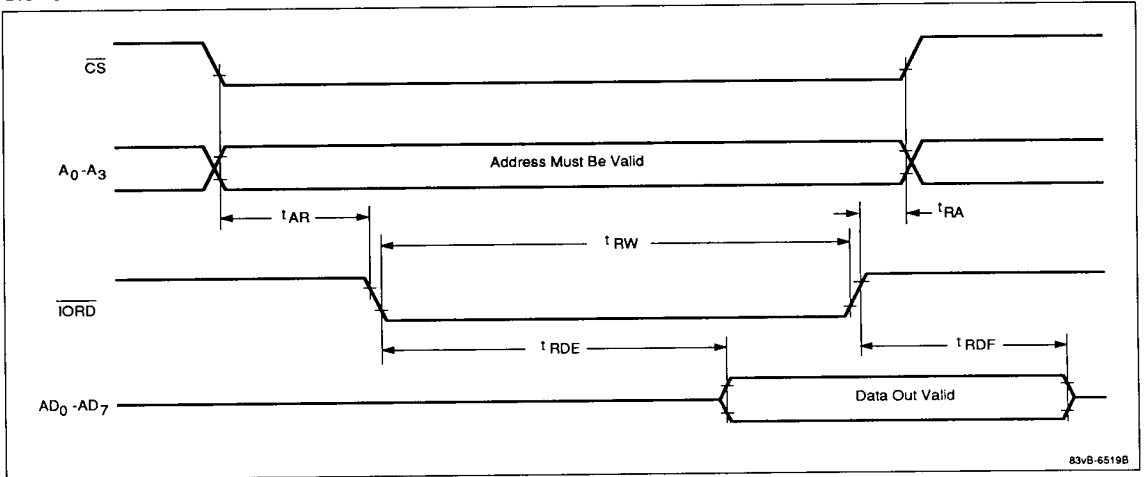 CS
A0-A3
Address Must Be Valid
tAR
tRA
tRW
IORD
tRDE
tRDF
AD0-AD7
Data Out Valid
83vB-6519B